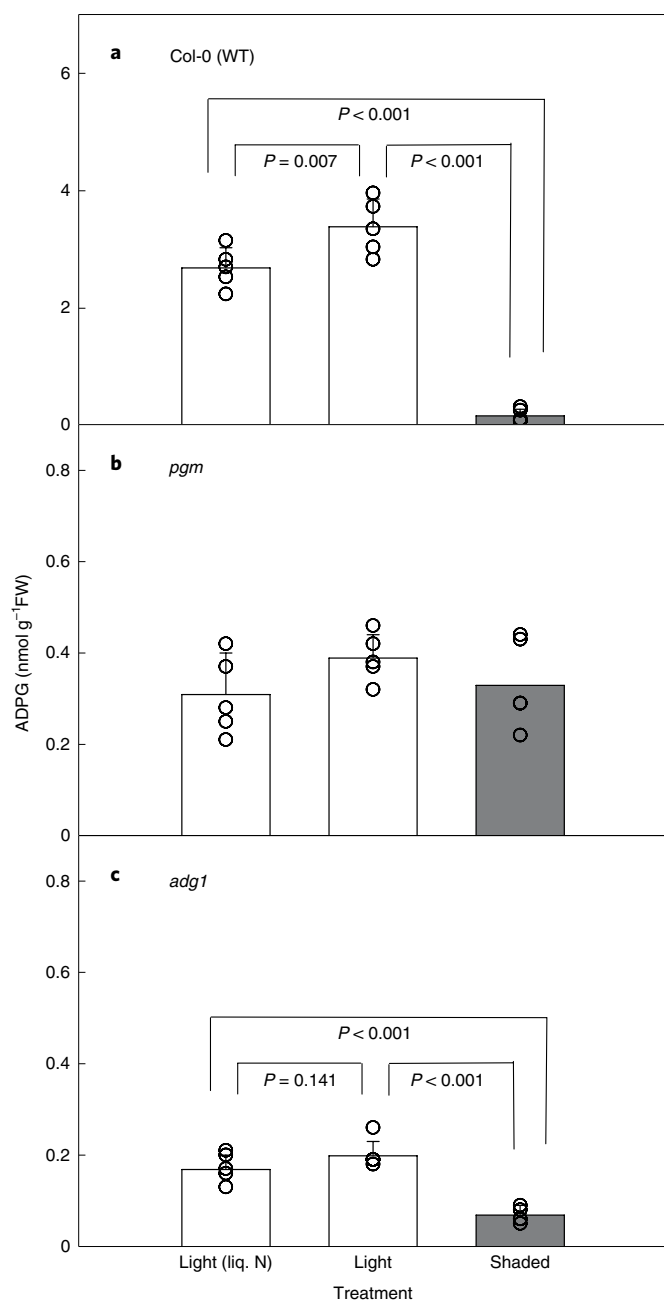 a Col-0 (WT)
6
P < 0.001
P = 0.007 P < 0.001
4
2
0
b pgm
0.8
0.6
0.4
0.2
0
ADPG (nmol g⁻¹FW)
c adg1
0.8
0.6
P < 0.001
0.4
P = 0.141 P < 0.001
0.2
0
Light (liq. N) Light Shaded
Treatment